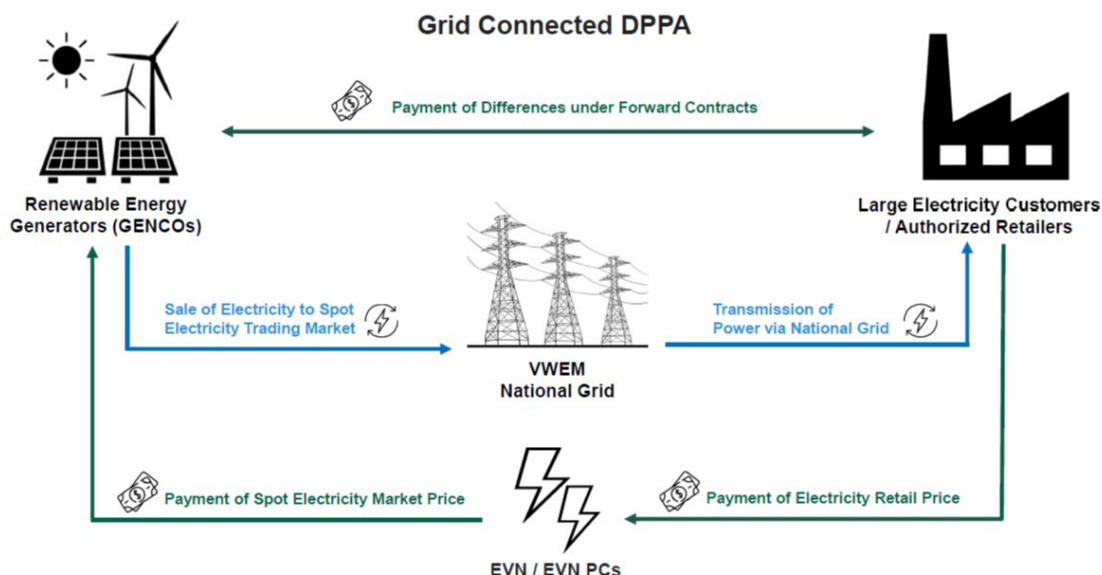 Grid Connected DPPA
Payment of Differences under Forward Contracts
Renewable Energy
Generators (GENCOs)
Large Electricity Customers
/ Authorized Retailers
Sale of Electricity to Spot
Electricity Trading Market
Transmission of
Power via National Grid
VWEM
National Grid
Payment of Spot Electricity Market Price
Payment of Electricity Retail Price
EVN / EVN PCs